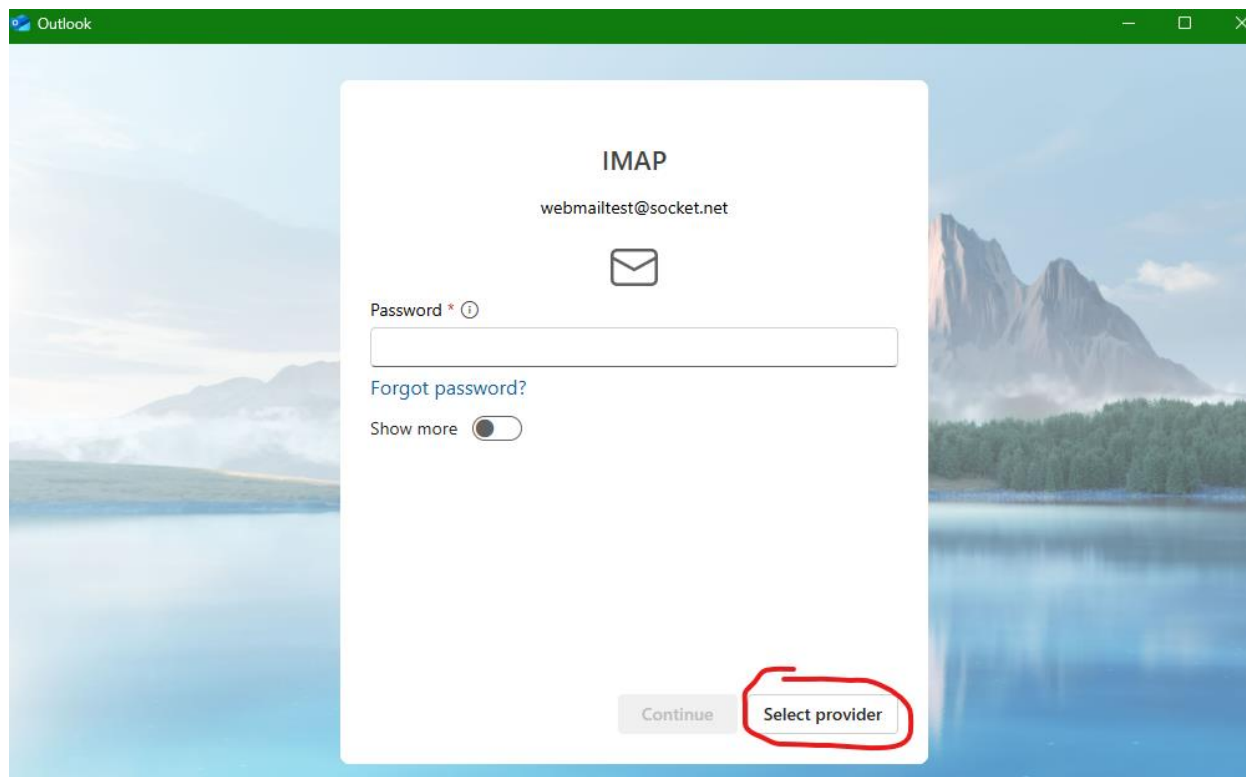 Outlook
IMAP
webmailtest@socket.net
Password *
Forgot password?
Show more
Continue
Select provider